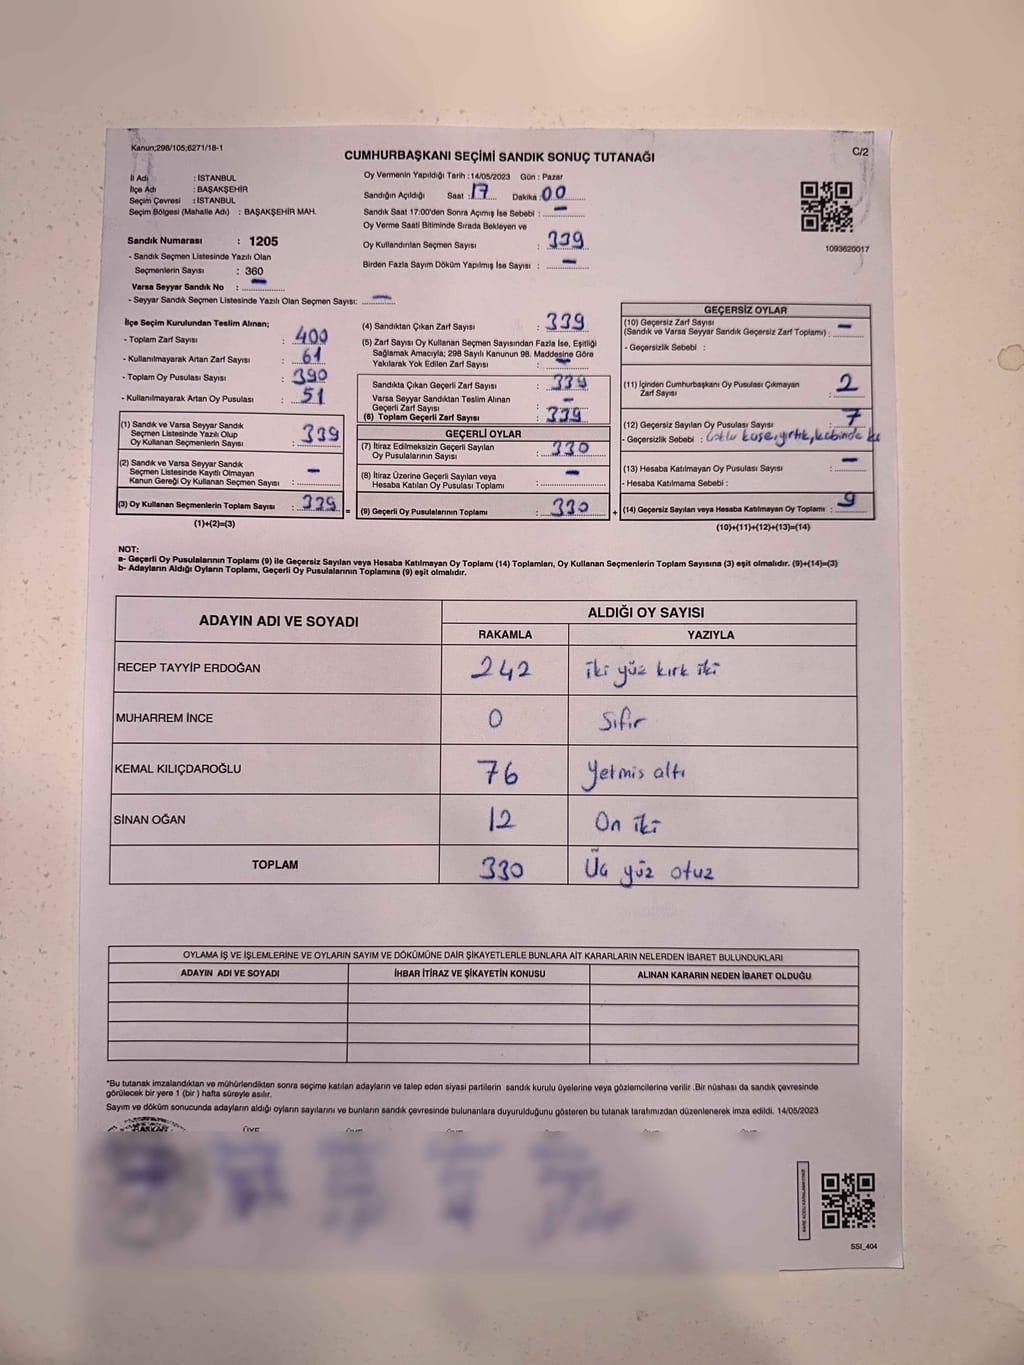 Kanun;298/105;6271/18-1
CUMHURBAŞKANI SEÇİMİ SANDIK SONUÇ TUTANAĞI
C/2
İl Adı : İSTANBUL
İlçe Adı : BAŞAKŞEHİR
Seçim Çevresi : İSTANBUL
Seçim Bölgesi (Mahalle Adı) : BAŞAKŞEHİR MAH.
Sandık Numarası : 1205
- Sandık Seçmen Listesinde Yazılı Olan
Seçmenlerin Sayısı : 360
Varsa Seyyar Sandık No : —
- Seyyar Sandık Seçmen Listesinde Yazılı Olan Seçmen Sayısı: —
Oy Vermenin Yapıldığı Tarih :14/05/2023 Gün : Pazar
Sandığın Açıldığı Saat :17 Dakika :00
Sandık Saat 17:00'den Sonra Açımış İse Sebebi : —
Oy Verme Saati Bitiminde Sırada Bekleyen ve
Oy Kullandırılan Seçmen Sayısı : 339
Birden Fazla Sayım Döküm Yapılmış İse Sayısı : —
1093620017
İlçe Seçim Kurulundan Teslim Alınan;
- Toplam Zarf Sayısı : 400
- Kullanılmayarak Artan Zarf Sayısı : 61
- Toplam Oy Pusulası Sayısı : 390
- Kullanılmayarak Artan Oy Pusulası : 51
(1) Sandık ve Varsa Seyyar Sandık
Seçmen Listesinde Yazılı Olup
Oy Kullanan Seçmenlerin Sayısı : 339
(2) Sandık ve Varsa Seyyar Sandık
Seçmen Listesinde Kayıtlı Olmayan
Kanun Gereği Oy Kullanan Seçmen Sayısı : —
(3) Oy Kullanan Seçmenlerin Toplam Sayısı : 339 =
(1)+(2)=(3)
(4) Sandıktan Çıkan Zarf Sayısı : 339
(5) Zarf Sayısı Oy Kullanan Seçmen Sayısından Fazla İse, Eşitliği
Sağlamak Amacıyla; 298 Sayılı Kanunun 98. Maddesine Göre
Yakılarak Yok Edilen Zarf Sayısı : —
Sandıkta Çıkan Geçerli Zarf Sayısı : 339
Varsa Seyyar Sandıktan Teslim Alınan
Geçerli Zarf Sayısı : —
(6) Toplam Geçerli Zarf Sayısı : 339
GEÇERLİ OYLAR
(7) İtiraz Edilmeksizin Geçerli Sayılan
Oy Pusulalarının Sayısı : 330
(8) İtiraz Üzerine Geçerli Sayılan veya
Hesaba Katılan Oy Pusulası Toplamı : —
(9) Geçerli Oy Pusulalarının Toplamı : 330 +
GEÇERSİZ OYLAR
(10) Geçersiz Zarf Sayısı
(Sandık ve Varsa Seyyar Sandık Geçersiz Zarf Toplamı) : —
- Geçersizlik Sebebi :
(11) İçinden Cumhurbaşkanı Oy Pusulası Çıkmayan
Zarf Sayısı : 2
(12) Geçersiz Sayılan Oy Pusulası Sayısı : 7
- Geçersizlik Sebebi :
(13) Hesaba Katılmayan Oy Pusulası Sayısı : —
- Hesaba Katılmama Sebebi :
(14) Geçersiz Sayılan veya Hesaba Katılmayan Oy Toplamı : 9
(10)+(11)+(12)+(13)=(14)
NOT:
a- Geçerli Oy Pusulalarının Toplamı (9) ile Geçersiz Sayılan veya Hesaba Katılmayan Oy Toplamı (14) Toplamları, Oy Kullanan Seçmenlerin Toplam Sayısına (3) eşit olmalıdır. (9)+(14)=(3)
b- Adayların Aldığı Oyların Toplamı, Geçerli Oy Pusulalarının Toplamına (9) eşit olmalıdır.
ADAYIN ADI VE SOYADI ALDIĞI OY SAYISI
RAKAMLA YAZIYLA
RECEP TAYYİP ERDOĞAN 242 iki yüz kırk iki
MUHARREM İNCE 0 Sıfır
KEMAL KILIÇDAROĞLU 76 Yetmis altı
SİNAN OĞAN 12 On iki
TOPLAM 330 Üç yüz otuz
OYLAMA İŞ VE İŞLEMLERİNE VE OYLARIN SAYIM VE DÖKÜMÜNE DAİR ŞİKAYETLERLE BUNLARA AİT KARARLARIN NELERDEN İBARET BULUNDUKLARI
ADAYIN ADI VE SOYADI İHBAR İTİRAZ VE ŞİKAYETİN KONUSU ALINAN KARARIN NEDEN İBARET OLDUĞU
*Bu tutanak imzalandıktan ve mühürlendikten sonra seçime katılan adayların ve talep eden siyasi partilerin sandık kurulu üyelerine veya gözlemcilerine verilir .Bir nüshası da sandık çevresinde
görülecek bir yere 1 (bir ) hafta süreyle asılır.
Sayım ve döküm sonucunda adayların aldığı oyların sayılarını ve bunların sandık çevresinde bulunanlara duyurulduğunu gösteren bu tutanak tarafımızdan düzenlenerek imza edildi. 14/05/2023
SSI_404